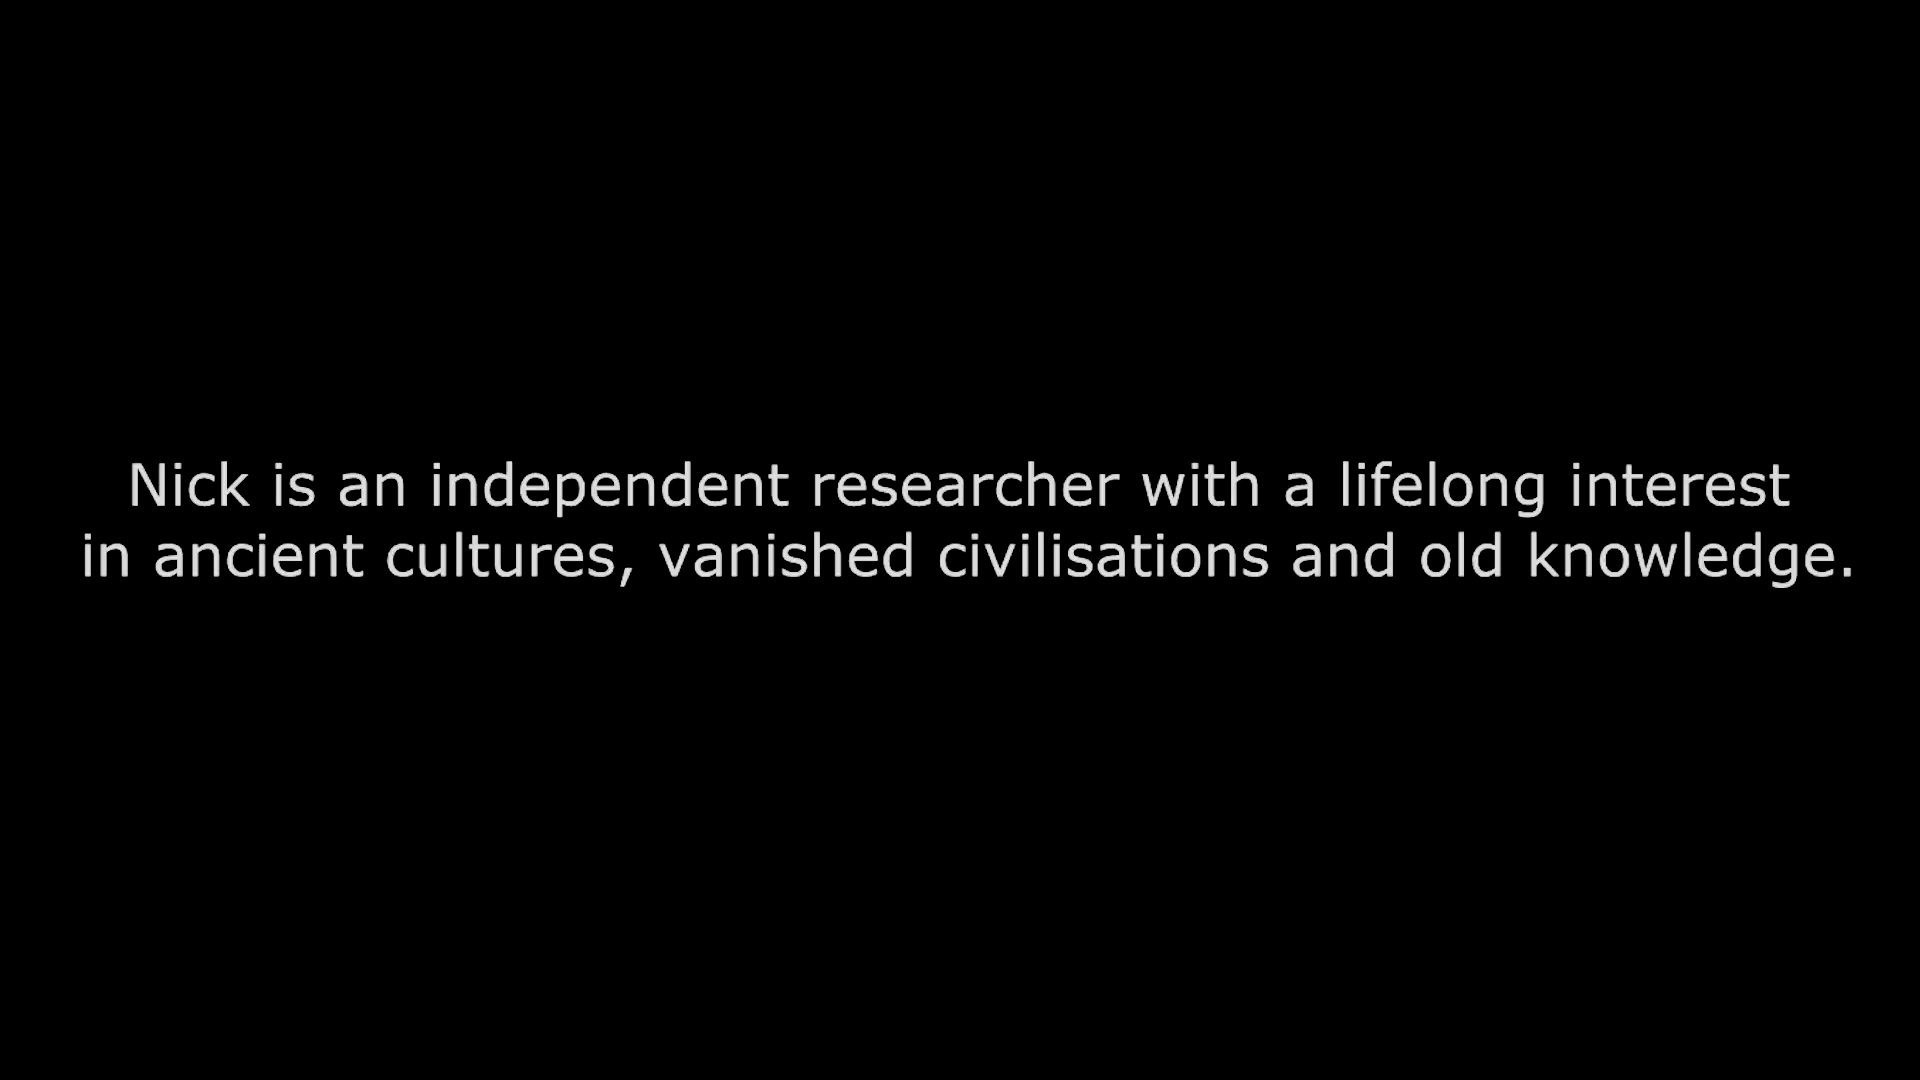 Nick is an independent researcher with a lifelong interest
in ancient cultures, vanished civilisations and old knowledge.